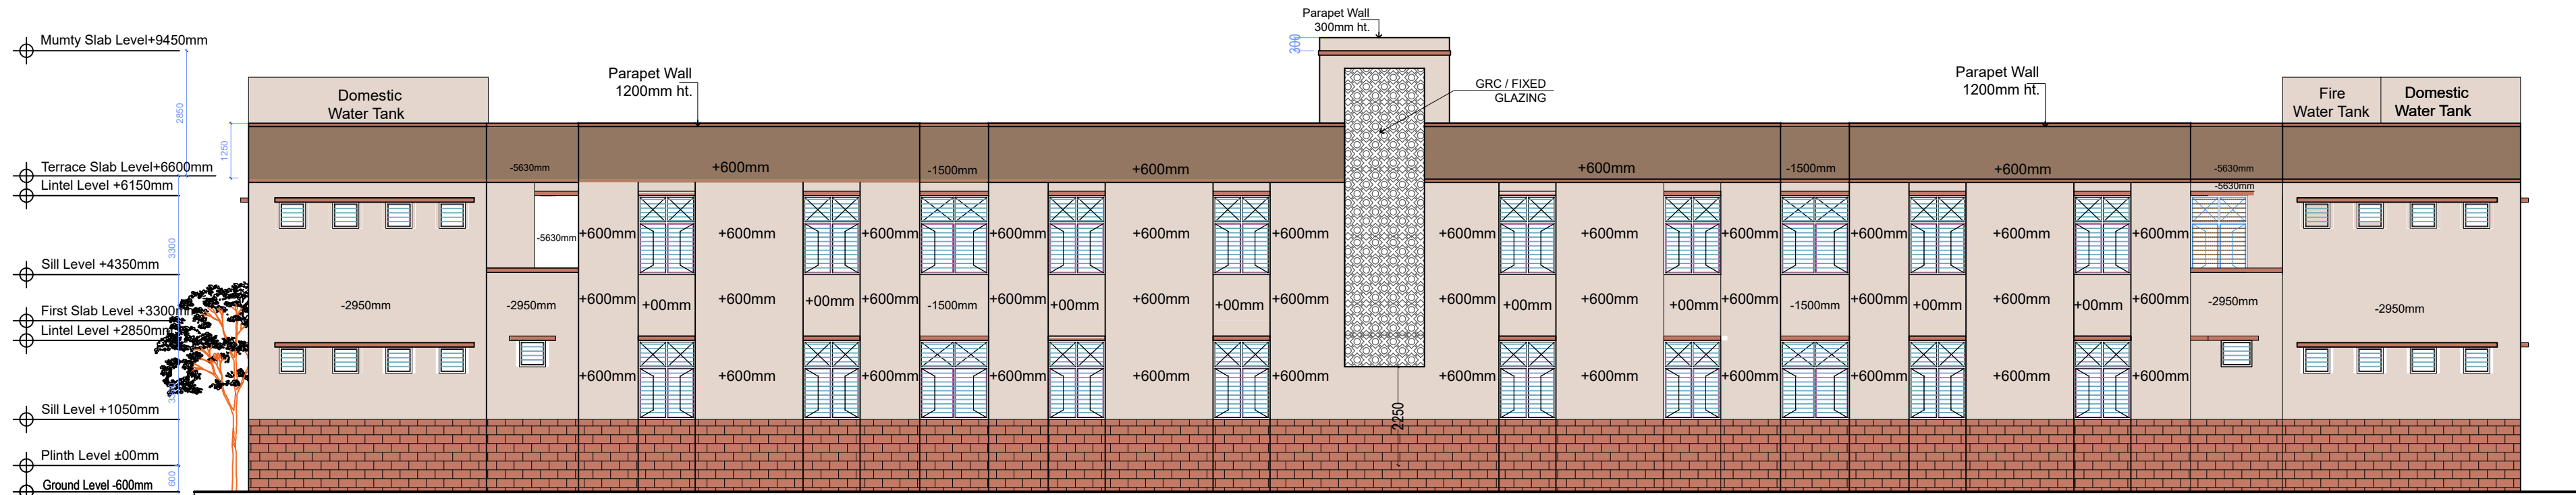 Parapet Wall
300mm ht.
300
Mumty Slab Level+9450mm
Parapet Wall
1200mm ht.
Parapet Wall
1200mm ht.
GRC / FIXED
GLAZING
Domestic
Water Tank
Fire
Water Tank
Domestic
Water Tank
2850
1250
Terrace Slab Level+6600mm
-5630mm
+600mm
-1500mm
+600mm
+600mm
-1500mm
+600mm
-5630mm
Lintel Level +6150mm
-5630mm
-5630mm
+600mm
+600mm
+600mm
+600mm
+600mm
+600mm
+600mm
+600mm
+600mm
+600mm
+600mm
+600mm
3300
Sill Level +4350mm
First Slab Level +3300mm
-2950mm
-2950mm
+600mm
+00mm
+600mm
+00mm
+600mm
-1500mm
+600mm
+00mm
+600mm
+00mm
+600mm
+600mm
+00mm
+600mm
+00mm
+600mm
-1500mm
+600mm
+00mm
+600mm
+00mm
+600mm
-2950mm
-2950mm
Lintel Level +2850mm
+600mm
+600mm
+600mm
+600mm
+600mm
+600mm
+600mm
+600mm
+600mm
+600mm
+600mm
+600mm
Sill Level +1050mm
2250
Plinth Level ±00mm
600
Ground Level -600mm